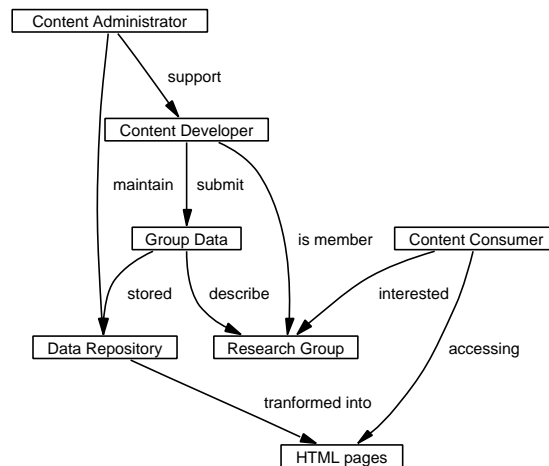 Content Administrator
support
Content Developer
maintain submit
Group Data
is member
Content Consumer
stored
describe
interested
Data Repository
Research Group
accessing
tranformed into
HTML pages